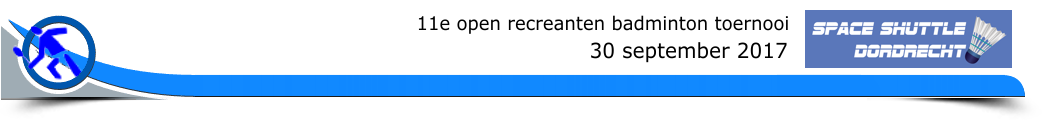 11e open recreanten badminton toernooi
30 september 2017
SPACE SHUTTLE
DORDRECHT